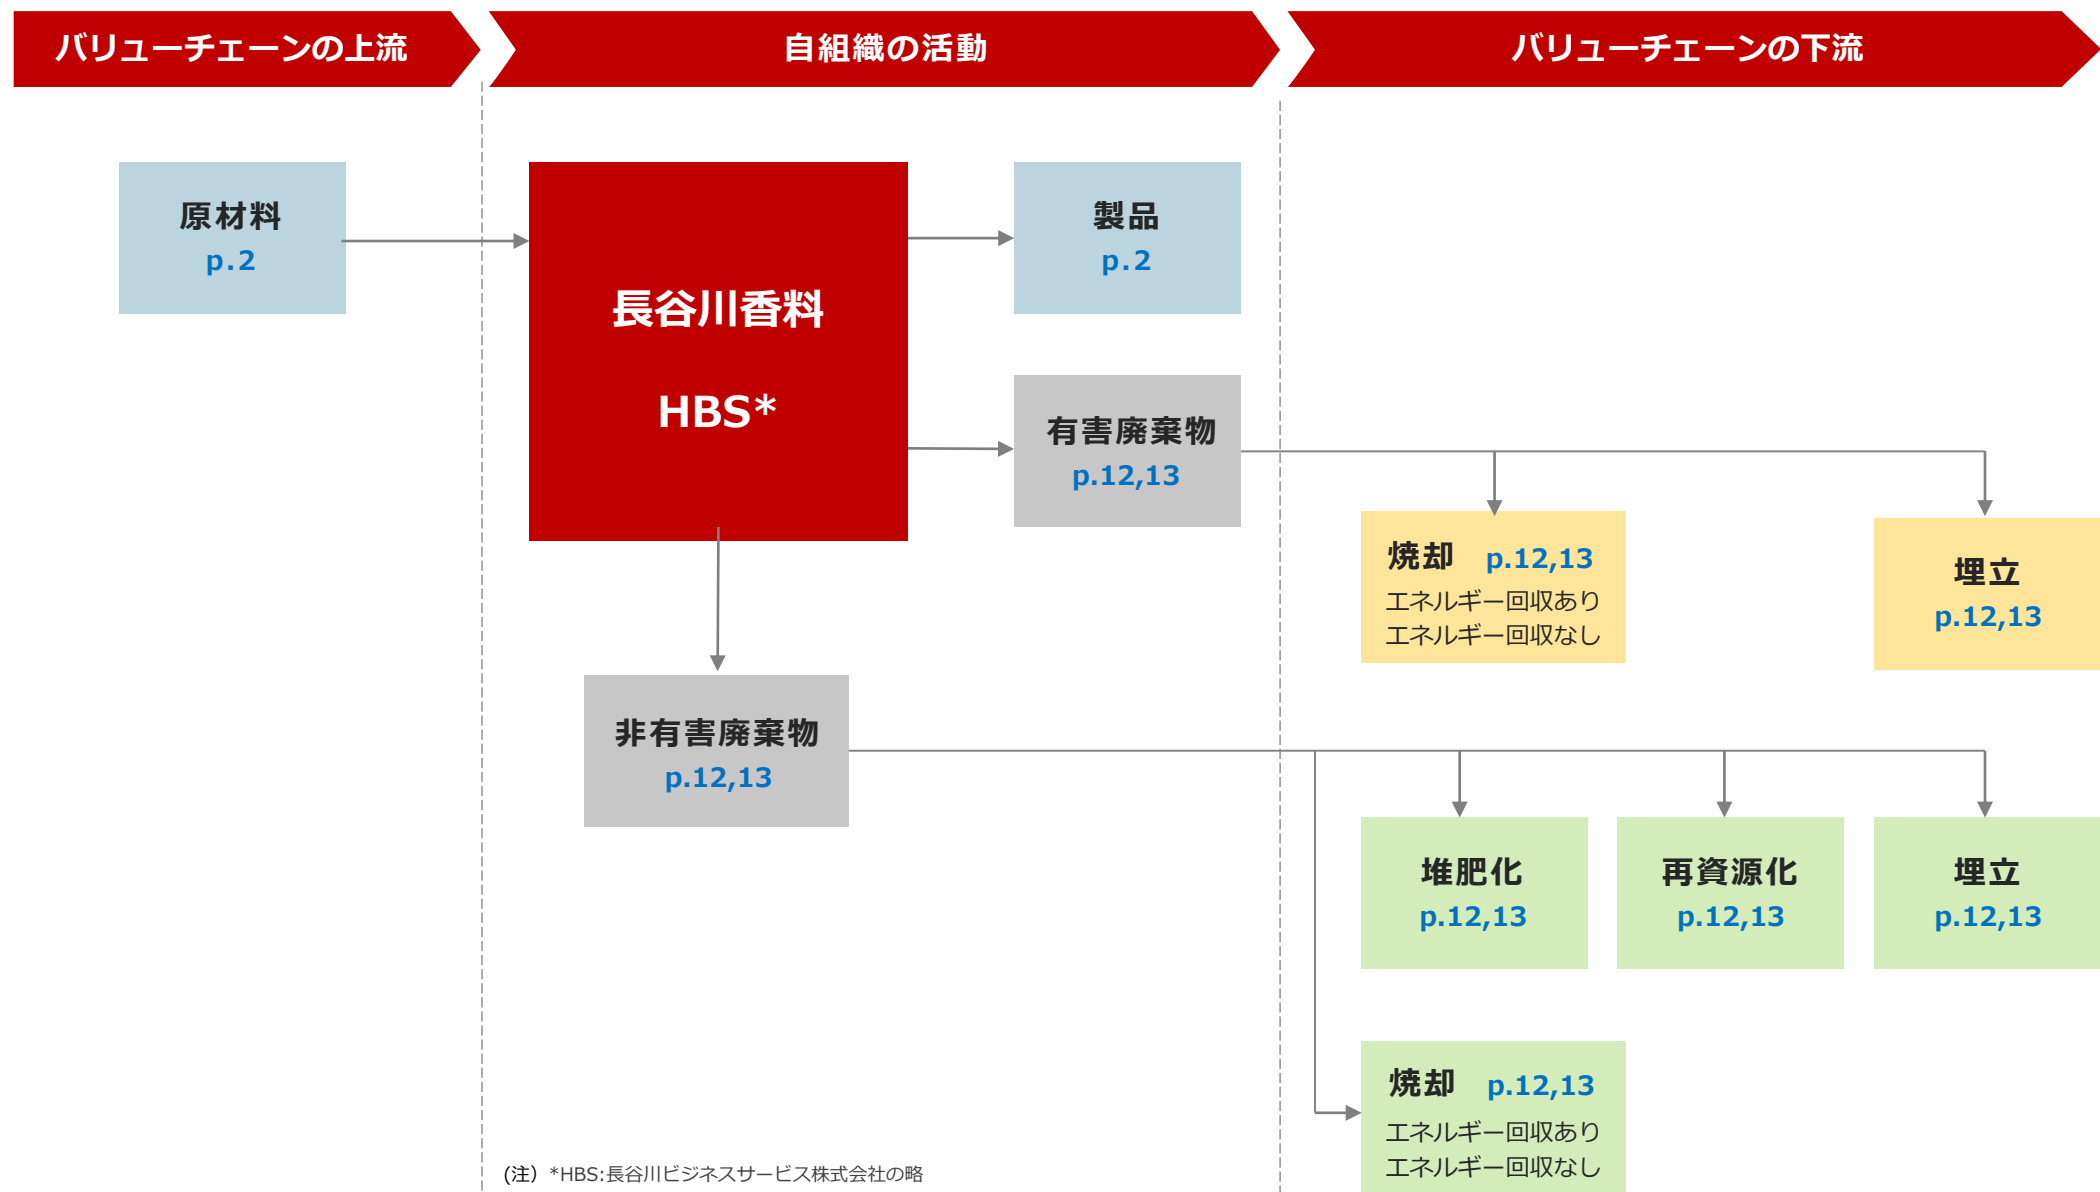 バリューチェーンの上流
自組織の活動
バリューチェーンの下流
原材料
p.2
長谷川香料
HBS*
製品
p.2
有害廃棄物
p.12,13
焼却 p.12,13
エネルギー回収あり
エネルギー回収なし
埋立
p.12,13
非有害廃棄物
p.12,13
堆肥化
p.12,13
再資源化
p.12,13
埋立
p.12,13
焼却 p.12,13
エネルギー回収あり
エネルギー回収なし
(注) *HBS:長谷川ビジネスサービス株式会社の略